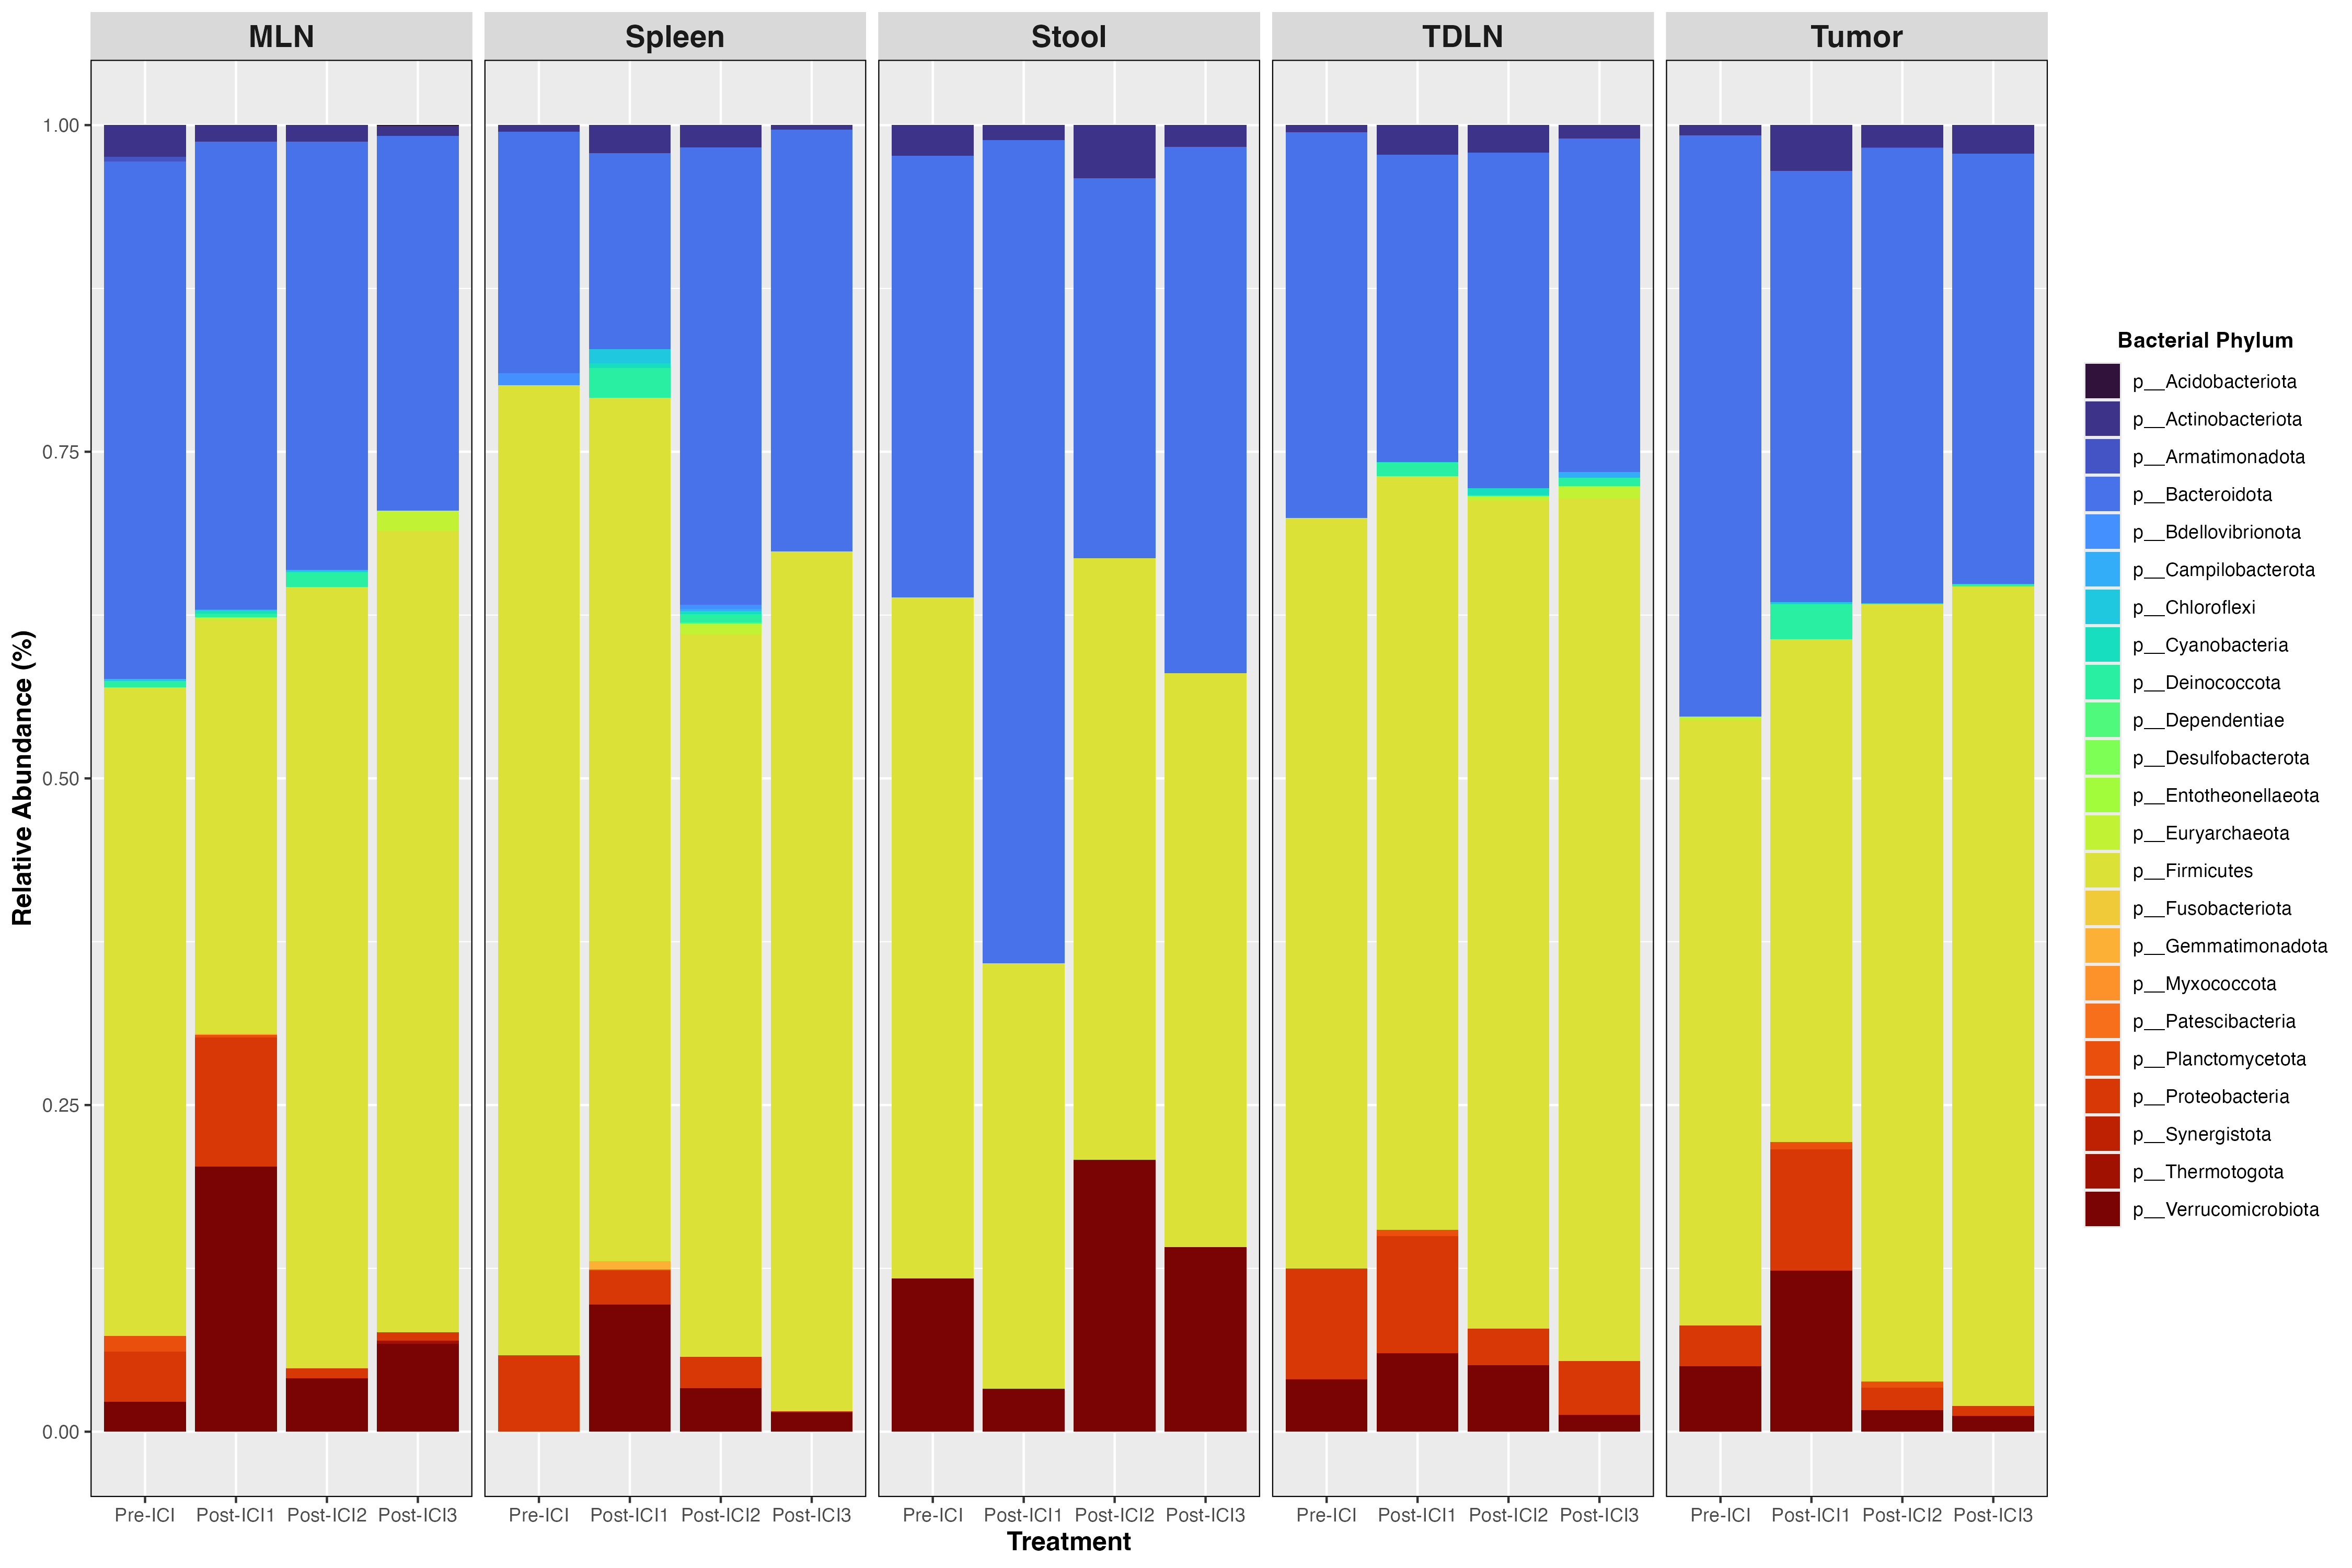 MLN Spleen Stool TDLN Tumor
1.00
0.75
0.50
0.25
0.00
Relative Abundance (%)
Pre-ICI Post-ICI1 Post-ICI2 Post-ICI3 Pre-ICI Post-ICI1 Post-ICI2 Post-ICI3 Pre-ICI Post-ICI1 Post-ICI2 Post-ICI3 Pre-ICI Post-ICI1 Post-ICI2 Post-ICI3 Pre-ICI Post-ICI1 Post-ICI2 Post-ICI3
Treatment
Bacterial Phylum
p__Acidobacteriota
p__Actinobacteriota
p__Armatimonadota
p__Bacteroidota
p__Bdellovibrionota
p__Campilobacterota
p__Chloroflexi
p__Cyanobacteria
p__Deinococcota
p__Dependentiae
p__Desulfobacterota
p__Entotheonellaeota
p__Euryarchaeota
p__Firmicutes
p__Fusobacteriota
p__Gemmatimonadota
p__Myxococcota
p__Patescibacteria
p__Planctomycetota
p__Proteobacteria
p__Synergistota
p__Thermotogota
p__Verrucomicrobiota